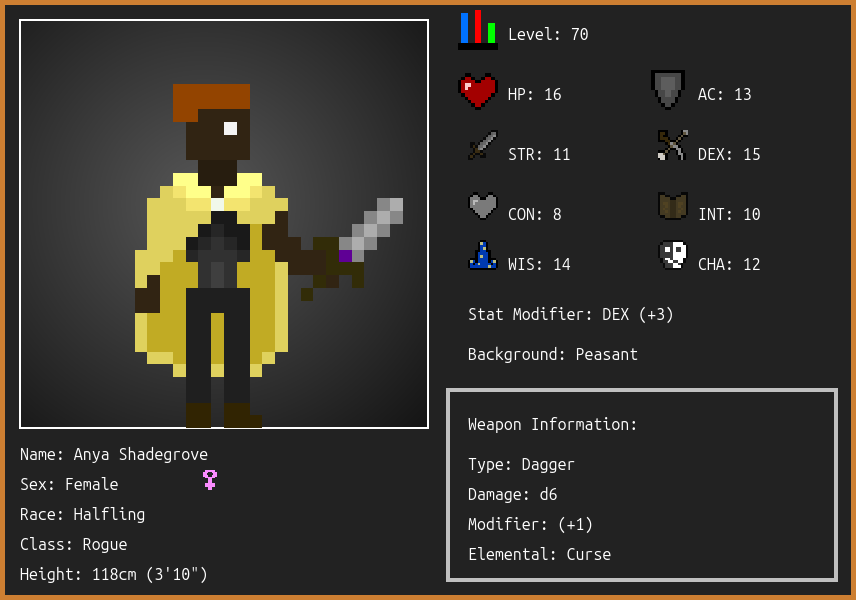 Level: 70
HP: 16
AC: 13
STR: 11
DEX: 15
CON: 8
INT: 10
WIS: 14
CHA: 12
Stat Modifier: DEX (+3)
Background: Peasant
Weapon Information:
Type: Dagger
Damage: d6
Modifier: (+1)
Elemental: Curse
Name: Anya Shadegrove
Sex: Female
Race: Halfling
Class: Rogue
Height: 118cm (3'10")